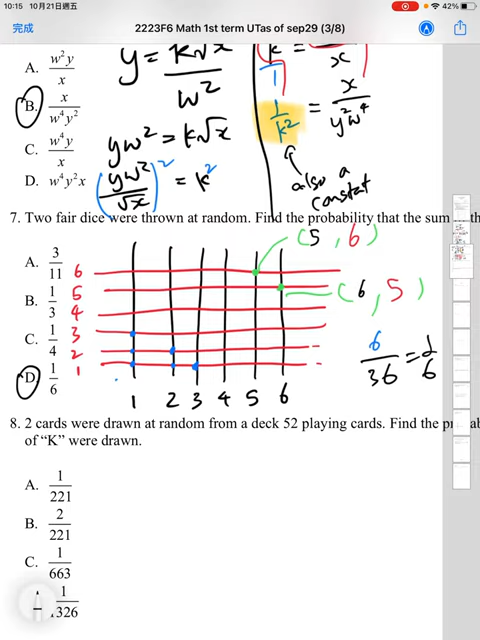 10:15 10月21日週五 42%
完成 2223F6 Math 1st term UTas of sep29 (3/8)
A. w²y/x
B. x/w⁴y²
C. w⁴y/x
D. w⁴y²x
y = k√x/w²
yw² = k√x
(yw²/√x)² = k²
1/k² = x/y²w⁴
also a constat
7. Two fair dice were thrown at random. Find the probability that the sum
A. 3/11
B. 1/3
C. 1/4
D. 1/6
6
5
4
3
2
1
1 2 3 4 5 6
(5, 6)
(6, 5)
6/36 = 1/6
8. 2 cards were drawn at random from a deck 52 playing cards. Find the
of “K” were drawn.
A. 1/221
B. 2/221
C. 1/663
1/1326